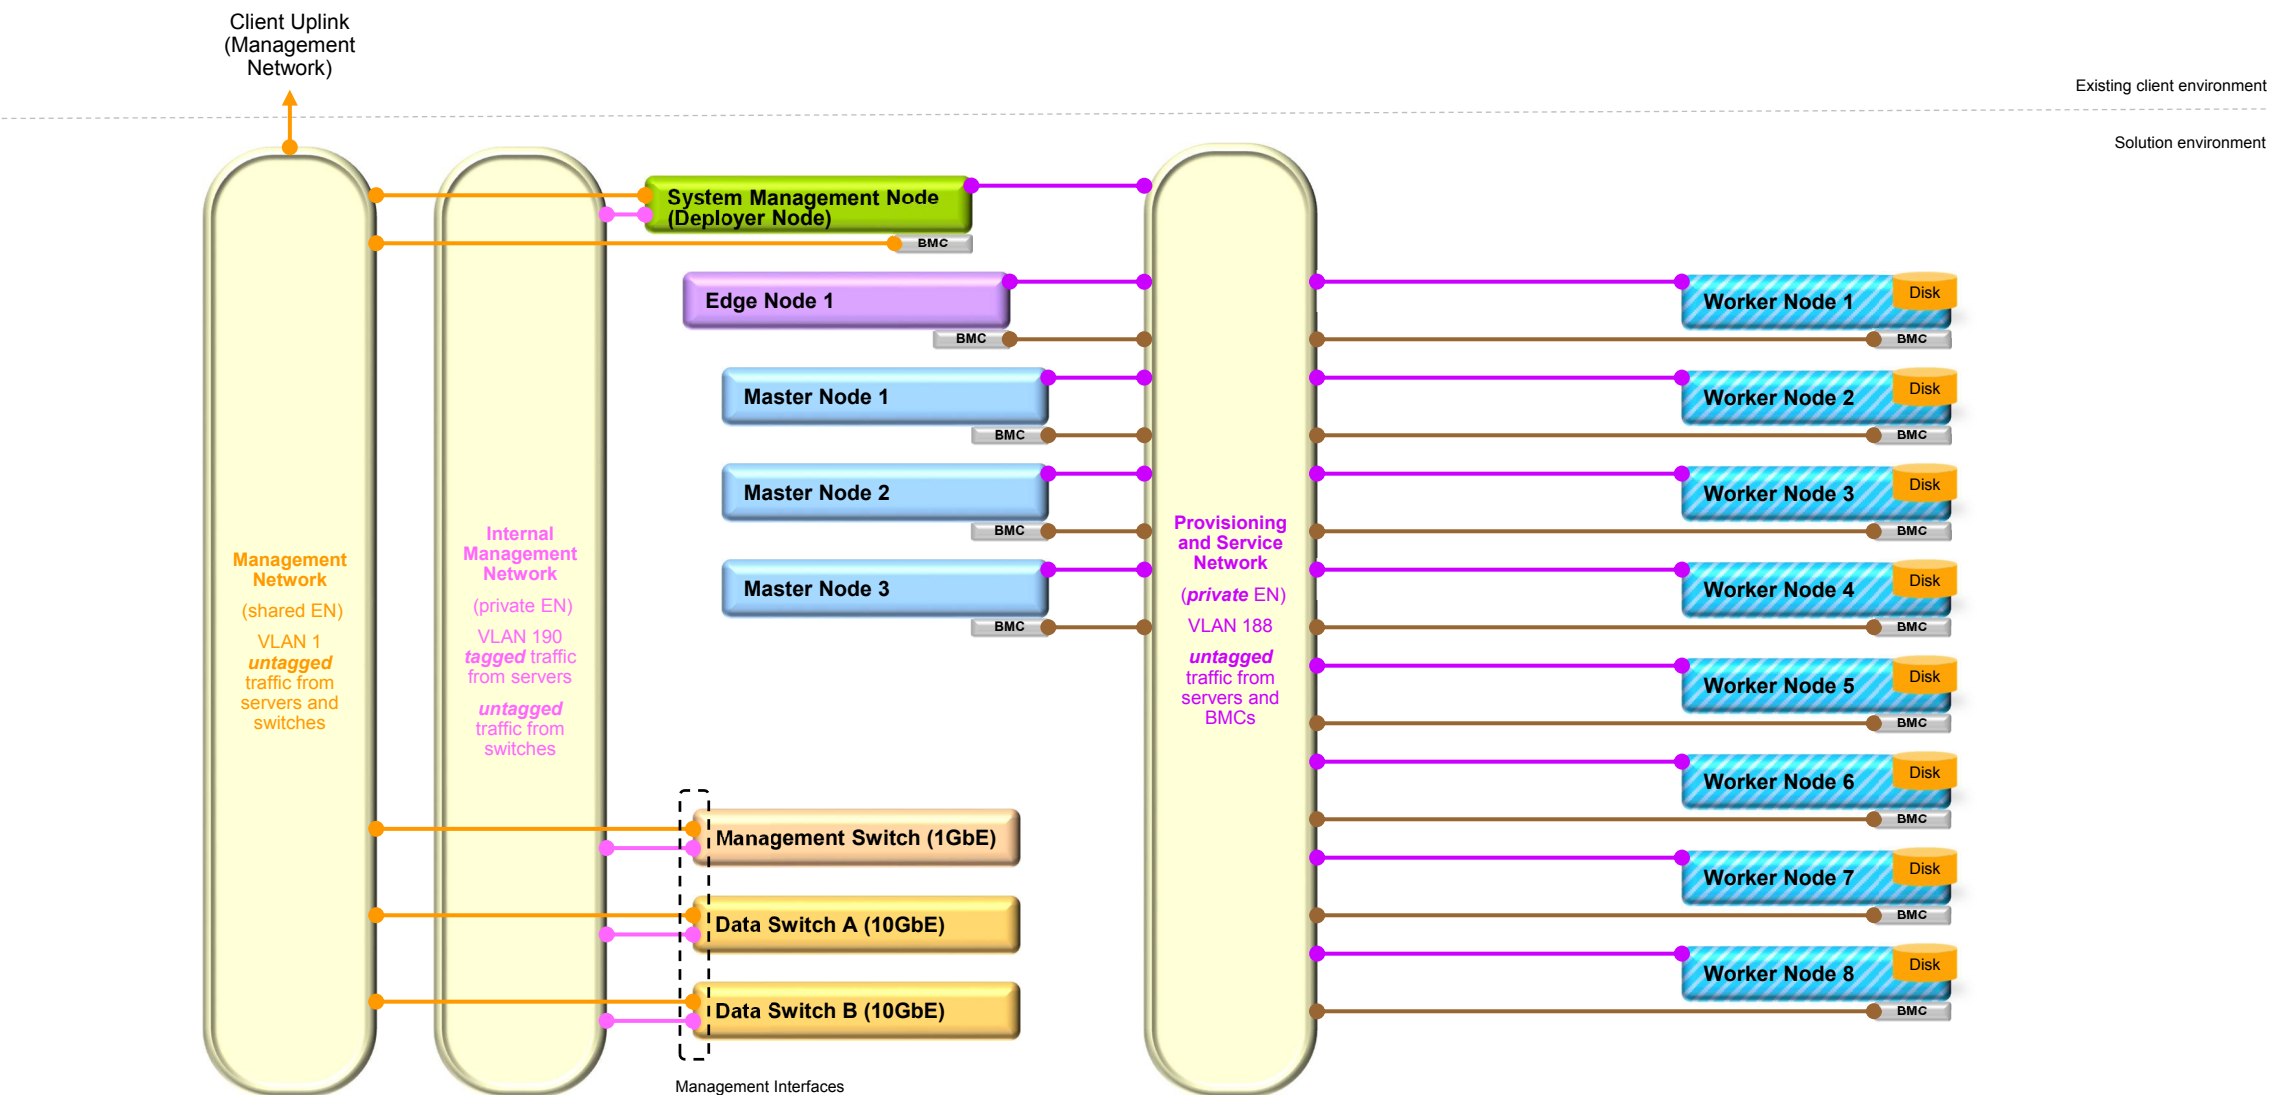 Client Uplink
(Management
Network)
Existing client environment
Solution environment
System Management Node
(Deployer Node)
BMC
Edge Node 1
BMC
Master Node 1
BMC
Master Node 2
BMC
Master Node 3
BMC
Management
Network
(shared EN)
VLAN 1
untagged
traffic from
servers and
switches
Internal
Management
Network
(private EN)
VLAN 190
tagged traffic
from servers
untagged
traffic from
switches
Management Switch (1GbE)
Data Switch A (10GbE)
Data Switch B (10GbE)
Management Interfaces
Provisioning
and Service
Network
(private EN)
VLAN 188
untagged
traffic from
servers and
BMCs
Worker Node 1
Disk
BMC
Worker Node 2
Disk
BMC
Worker Node 3
Disk
BMC
Worker Node 4
Disk
BMC
Worker Node 5
Disk
BMC
Worker Node 6
Disk
BMC
Worker Node 7
Disk
BMC
Worker Node 8
Disk
BMC